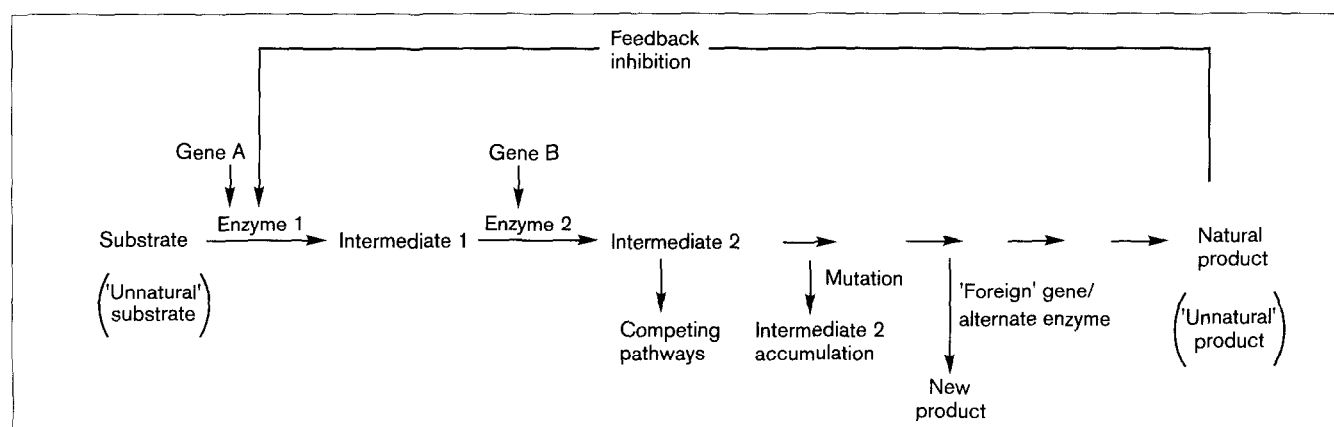 Feedback
inhibition
Gene A
Gene B
Enzyme 1
Enzyme 2
Substrate
Intermediate 1
Intermediate 2
Natural
product
('Unnatural'
substrate)
Mutation
'Foreign' gene/
alternate enzyme
('Unnatural'
product)
Competing
pathways
Intermediate 2
accumulation
New
product